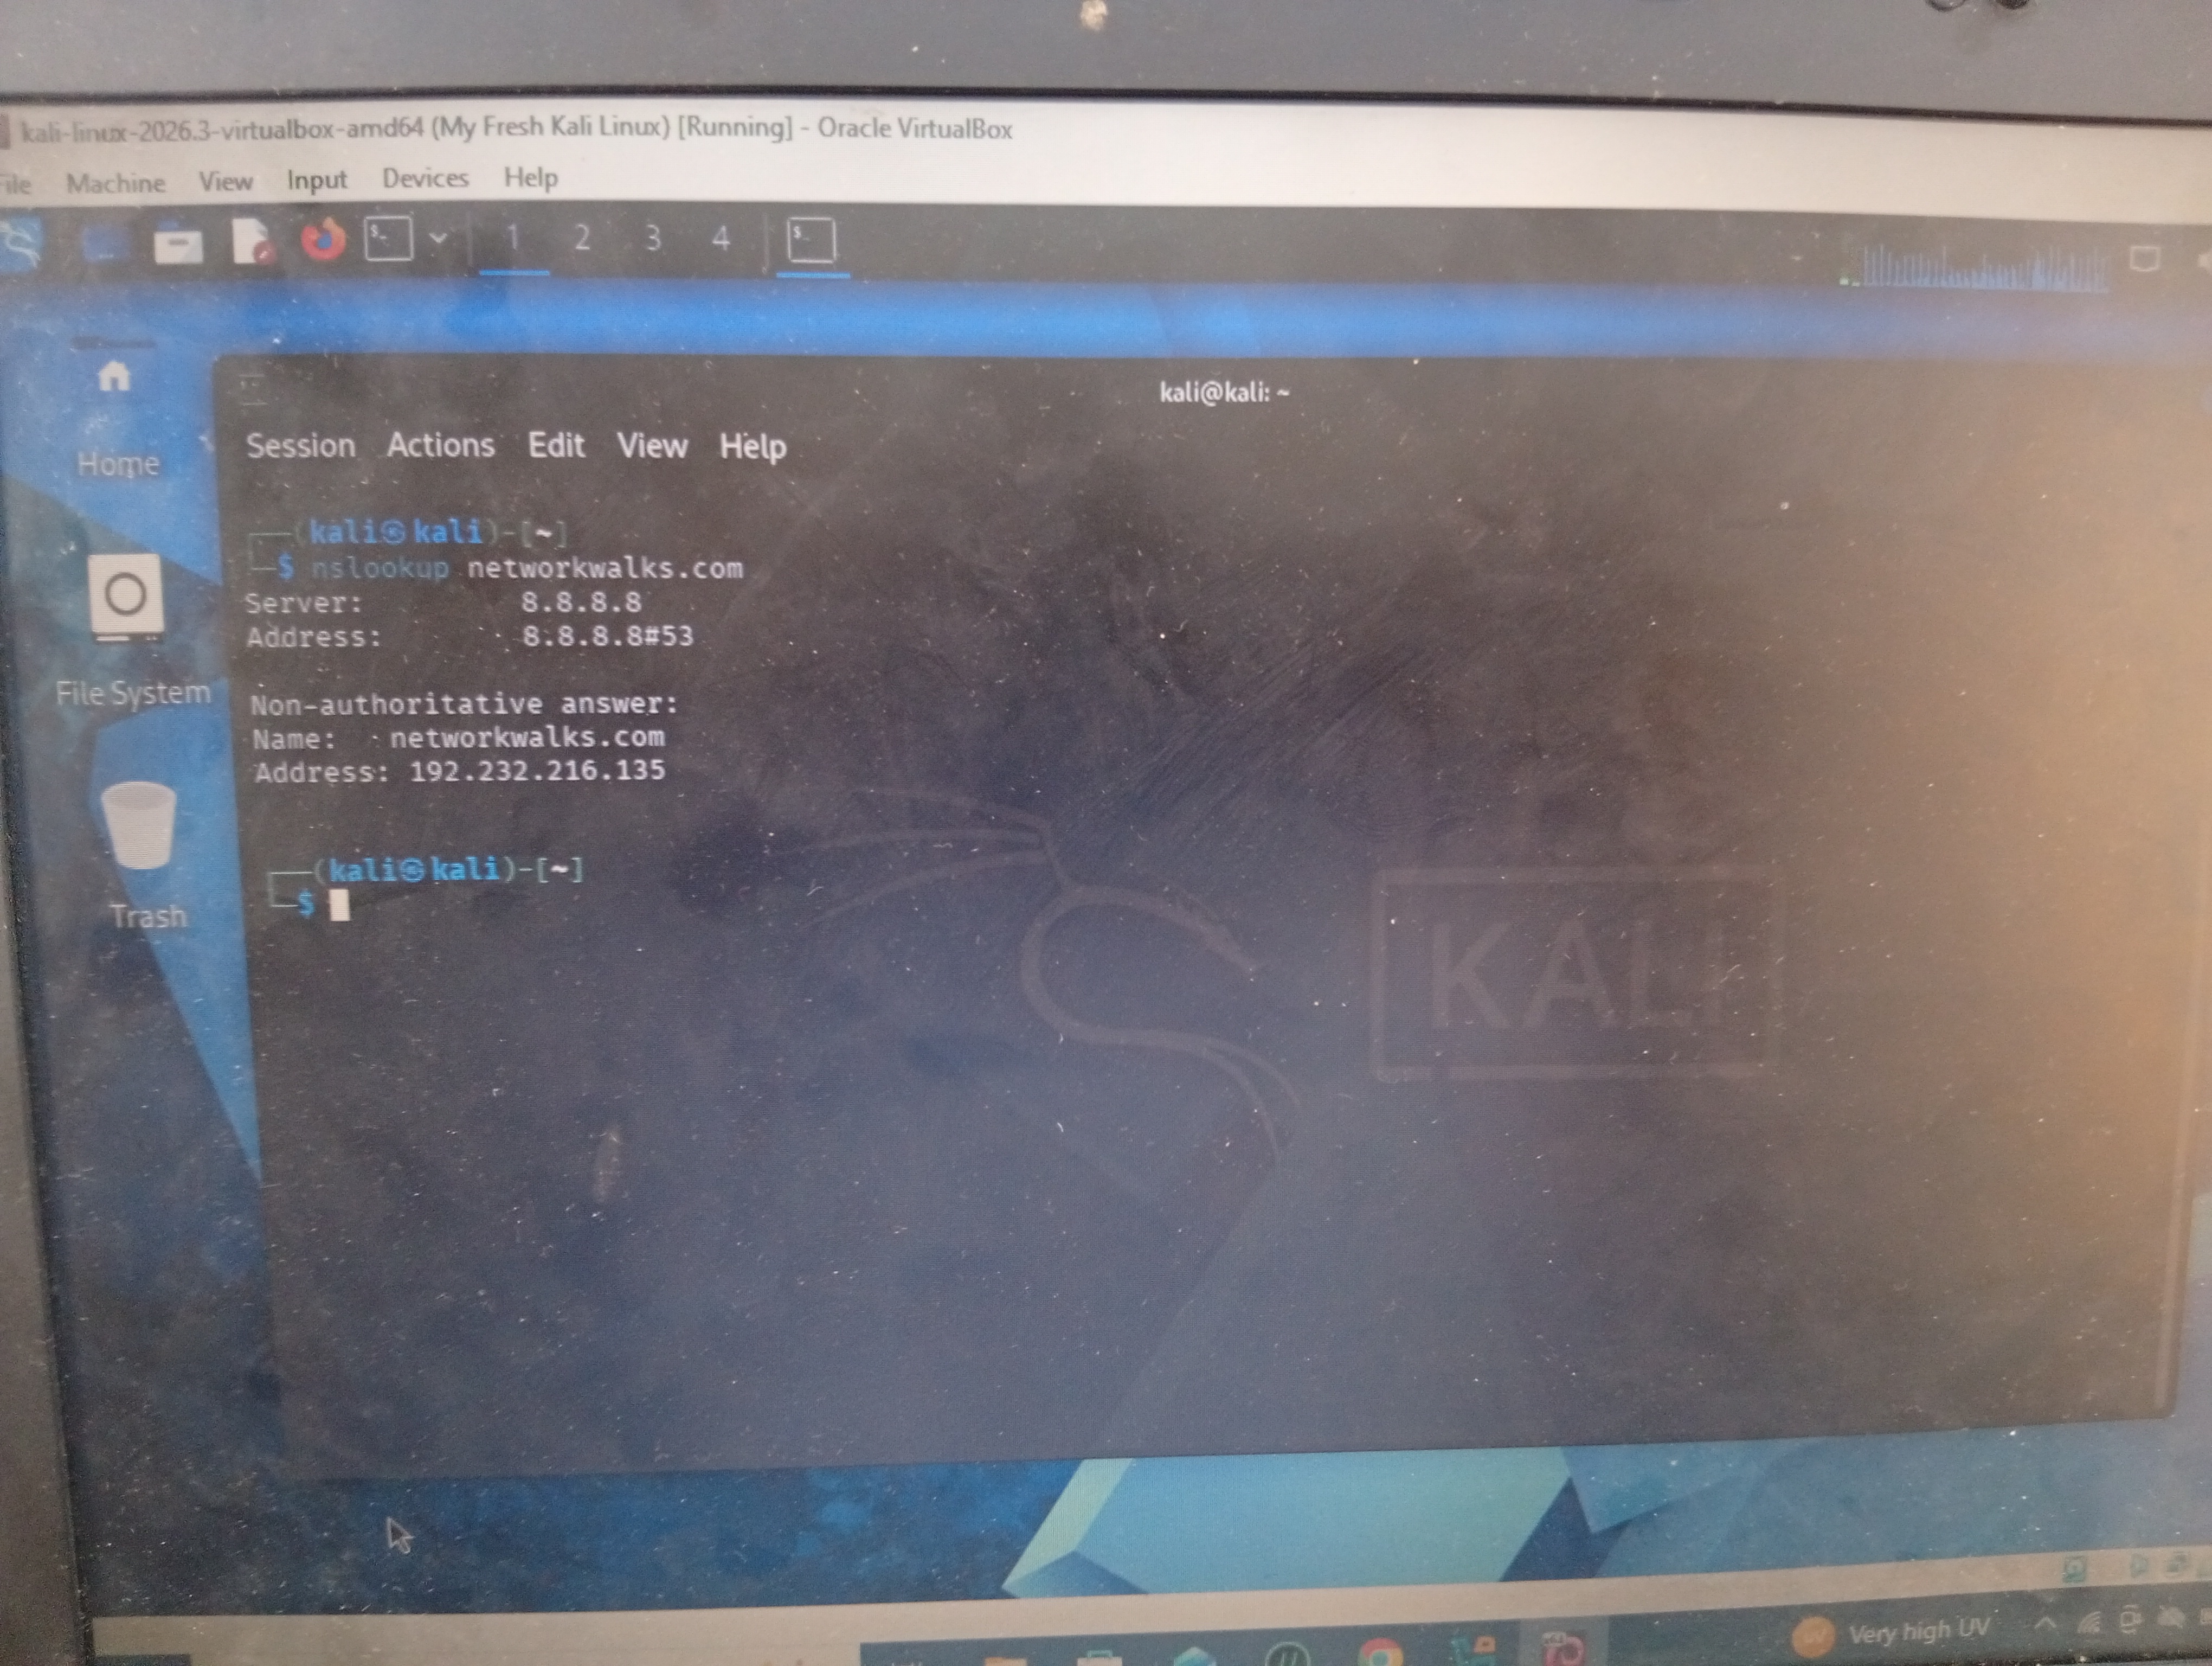 kali-linux-2026.3-virtualbox-amd64 (My Fresh Kali Linux) [Running] - Oracle VirtualBox
File Machine View Input Devices Help
1 2 3 4
kali@kali: ~
Session Actions Edit View Help
Home
File System
Trash
(kali㉿kali)-[~]
$ nslookup networkwalks.com
Server: 8.8.8.8
Address: 8.8.8.8#53
Non-authoritative answer:
Name: networkwalks.com
Address: 192.232.216.135
(kali㉿kali)-[~]
$
KALI
Very high UV